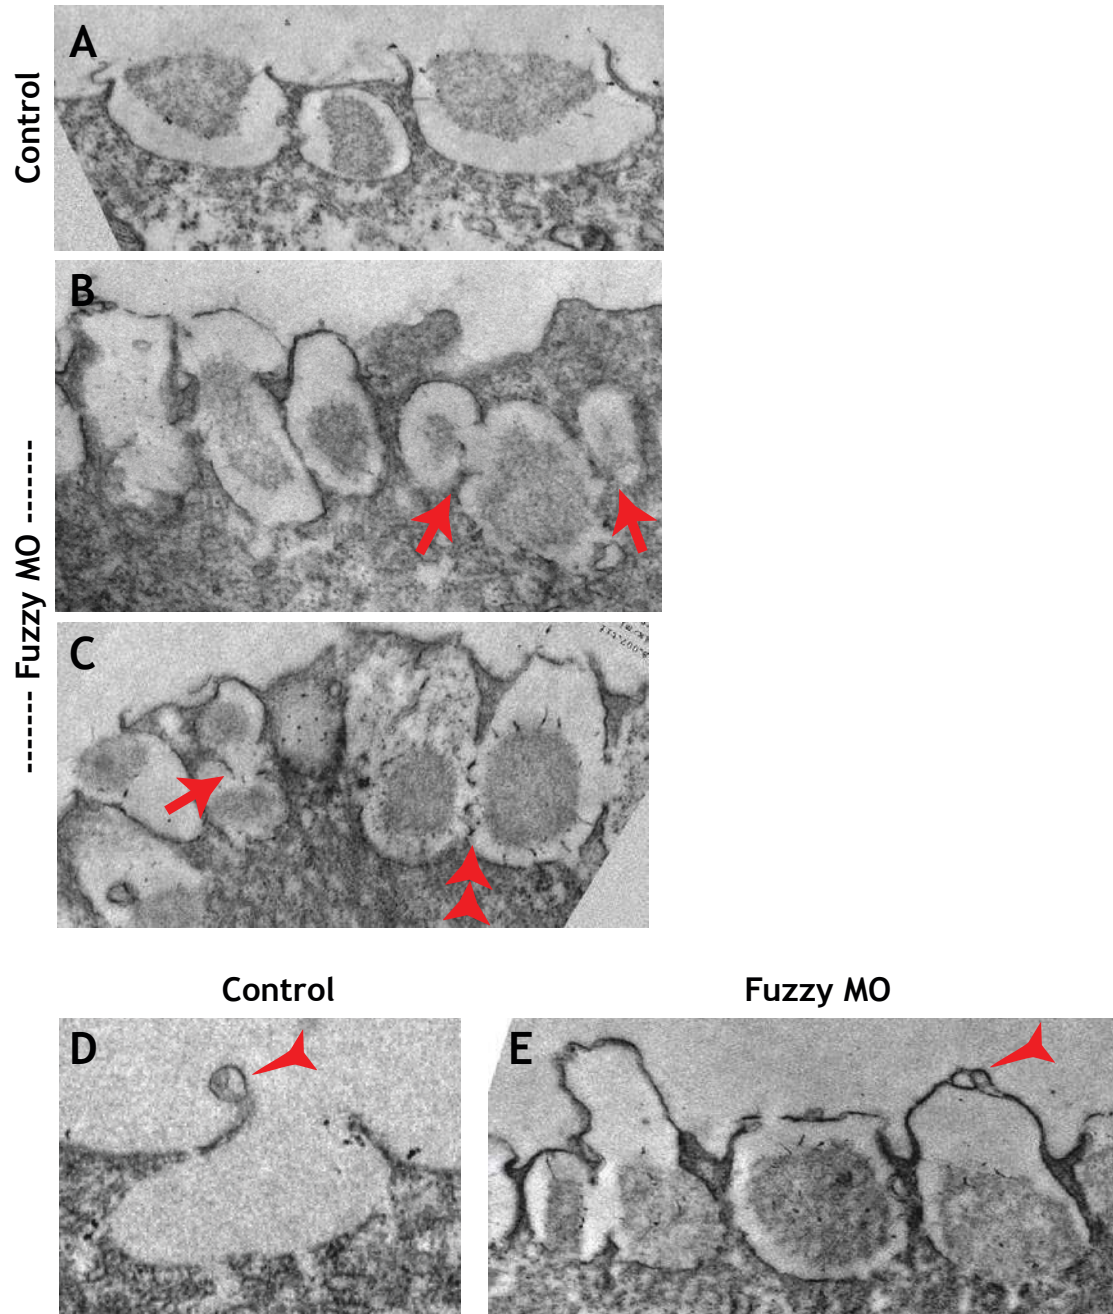 A
Control
B
------- Fuzzy MO -------
C
Control
Fuzzy MO
D
E